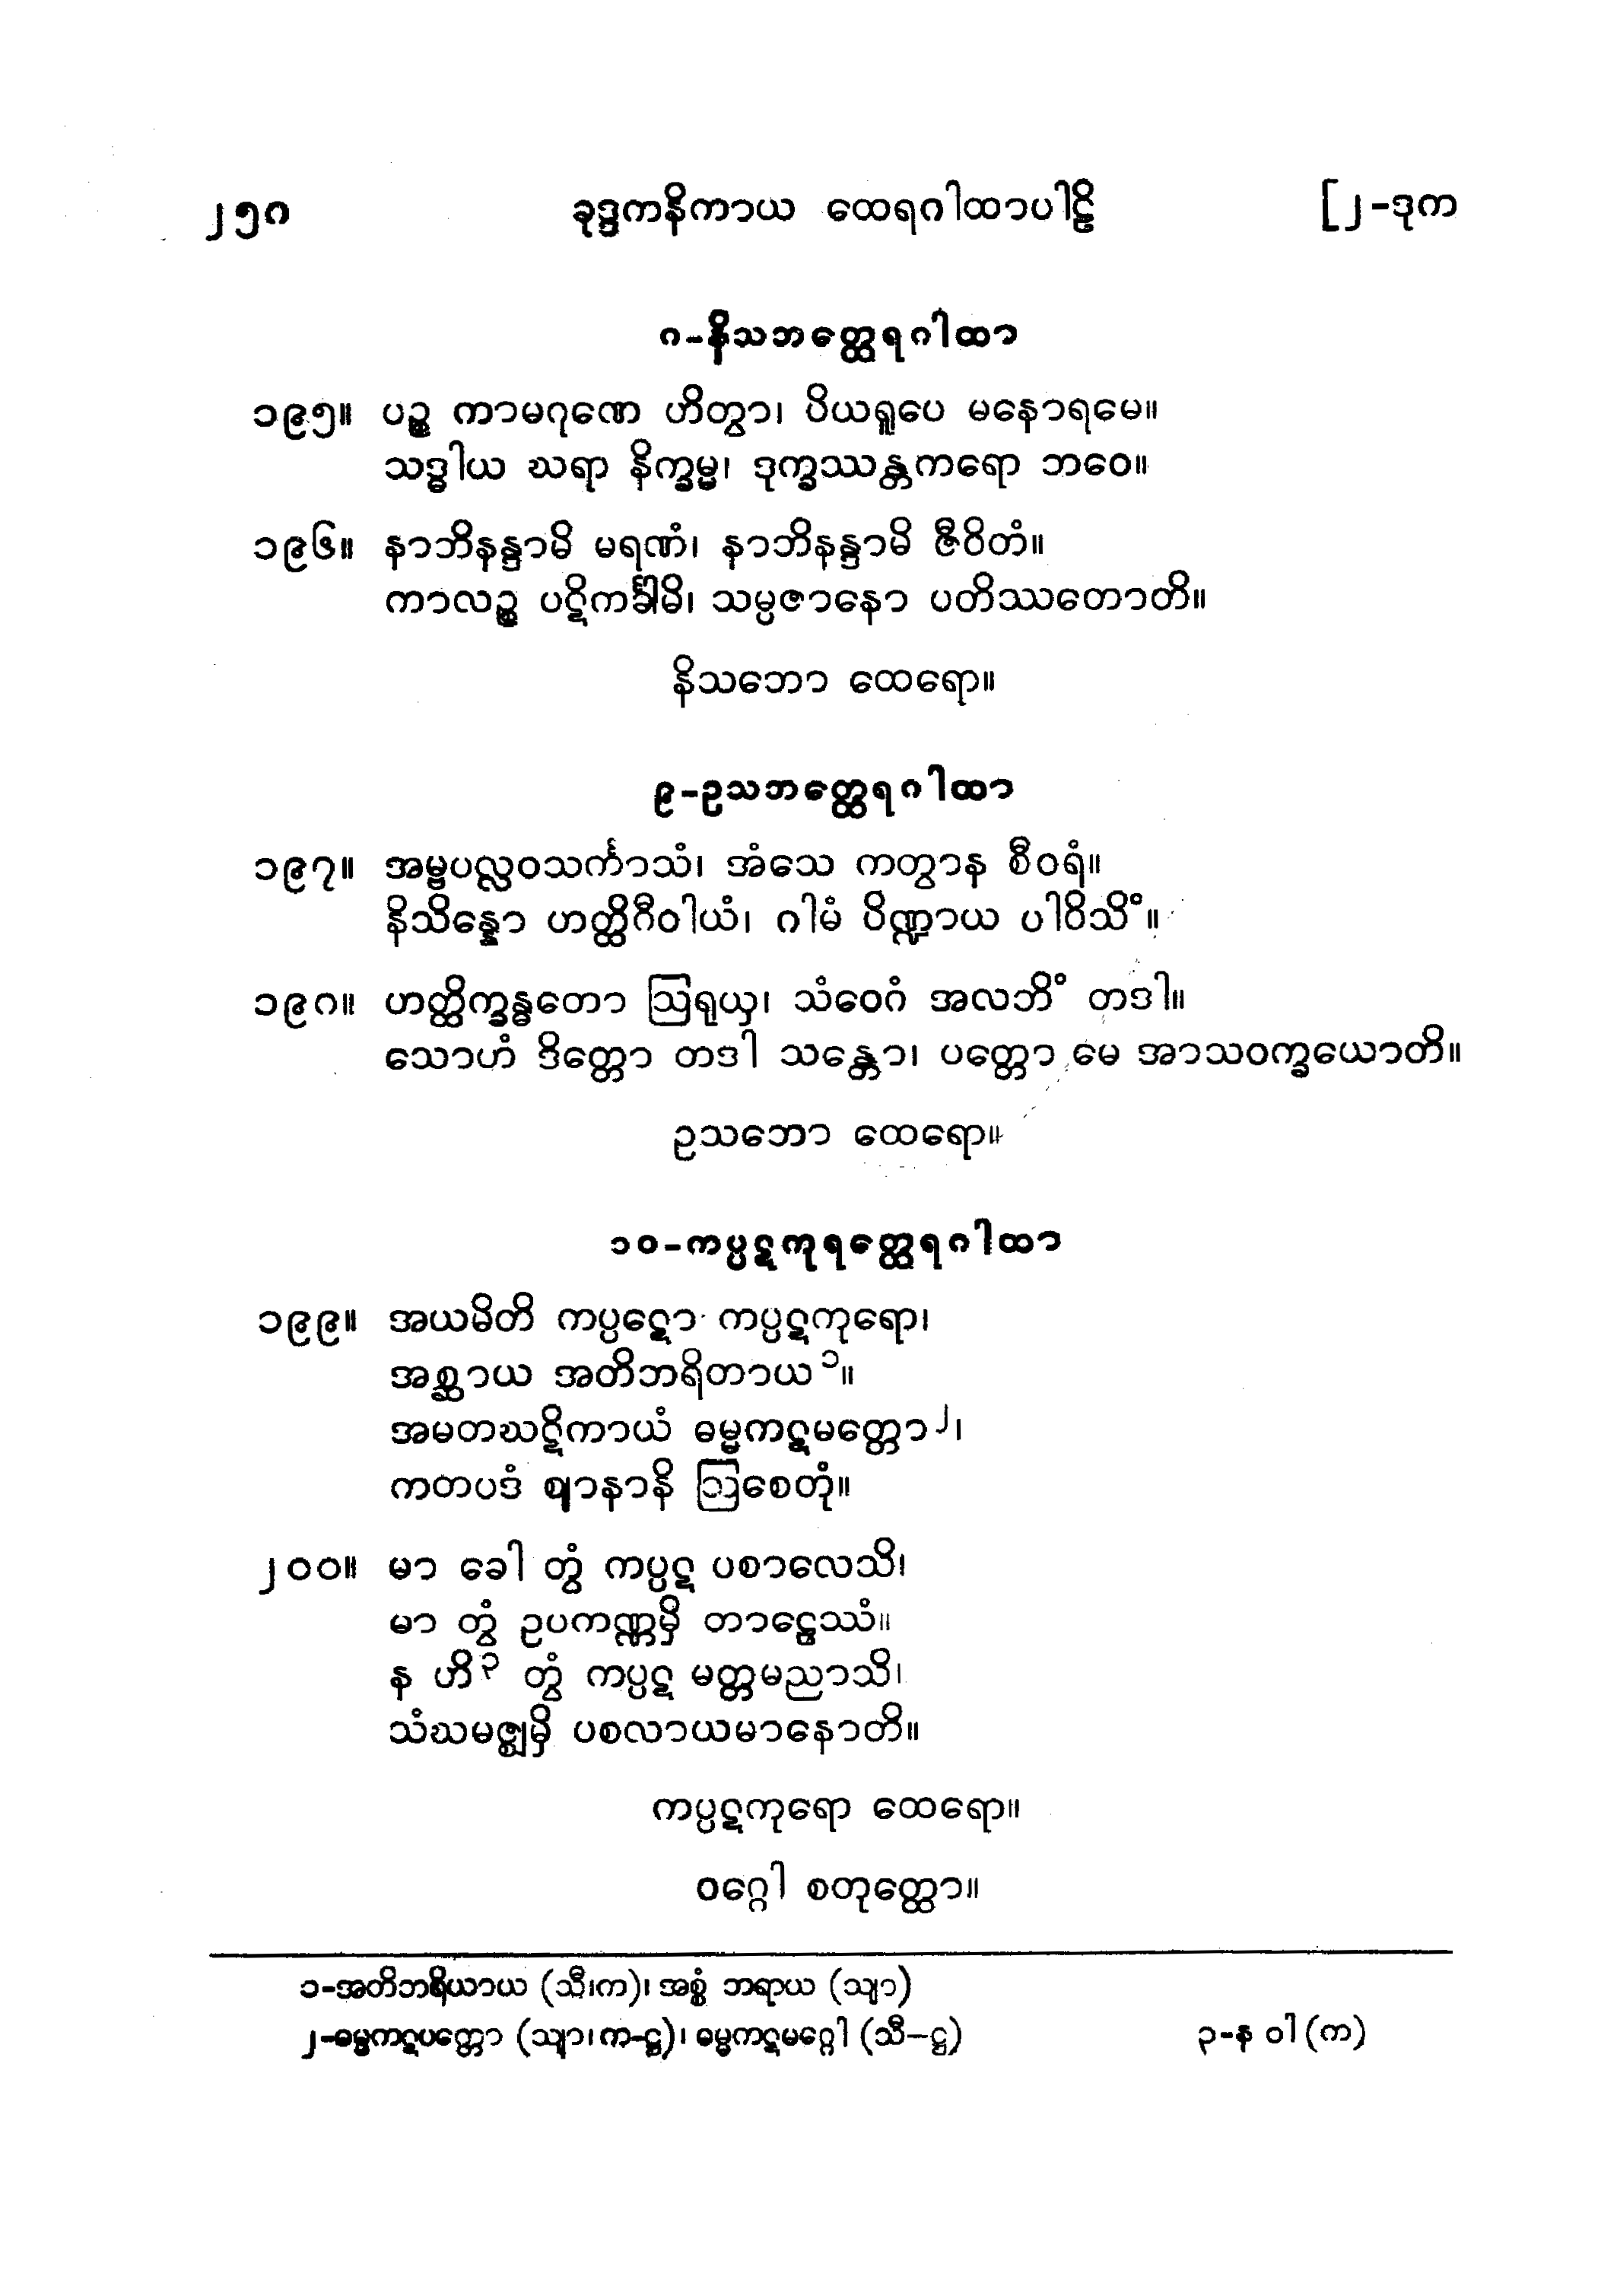 ၂၅၈ ခုဒ္ဒကနိကာယ ထေရဂါထာပါဠိ [၂-ဒုက
၈-နိသဘတ္ထေရဂါထာ
၁၉၅။ ပဉ္စ ကာမဂုဏေ ဟိတွာ၊ ပိယရူပေ မနောရမေ။
သဒ္ဓါယ ဃရာ နိက္ခမ္မ၊ ဒုက္ခဿန္တကရော ဘဝေ။
၁၉၆။ နာဘိနန္ဒာမိ မရဏံ၊ နာဘိနန္ဒာမိ ဇီဝိတံ။
ကာလဉ္စ ပဋိကင်္ခါမိ၊ သမ္ပဇာနော ပတိဿတောတိ။
နိသဘော ထေရော။
၉-ဥသဘတ္ထေရဂါထာ
၁၉၇။ အမ္ဗပလ္လဝသင်္ကာသံ၊ အံသေ ကတွာန စီဝရံ။
နိသိန္နော ဟတ္ထိဂီဝါယံ၊ ဂါမံ ပိဏ္ဍာယ ပါဝိသိံ။
၁၉၈။ ဟတ္ထိက္ခန္ဓတော ဩရုယှ၊ သံဝေဂံ အလဘိံ တဒါ။
သောဟံ ဒိတ္တော တဒါ သန္တော၊ ပတ္တော မေ အာသဝက္ခယောတိ။
ဥသဘော ထေရော။
၁၀-ကပ္ပဋကုရတ္ထေရဂါထာ
၁၉၉။ အယမိတိ ကပ္ပဋော ကပ္ပဋကုရော၊
အစ္ဆာယ အတိဘရိတာယ၁။
အမတဃဋိကာယံ ဓမ္မကဋမတ္တော၂၊
ကတပဒံ ဈာနာနိ ဩစေတုံ။
၂၀၀။ မာ ခေါ တွံ ကပ္ပဋ ပစာလေသိ၊
မာ တွံ ဥပကဏ္ဏမှိ တာဠေဿံ။
န ဟိ၃ တွံ ကပ္ပဋ မတ္တမညာသိ၊
သံဃမဇ္ဈမှိ ပစလာယမာနောတိ။
ကပ္ပဋကုရော ထေရော။
ဝဂ္ဂေါ စတုတ္ထော။
၁-အတိဘရိယာယ (သီ၊က)၊ အစ္စံ ဘရာယ (သျာ)
၂-ဓမ္မကဋပတ္တော (သျာ၊ က-ဋ္ဌ)၊ ဓမ္မကဋမဂ္ဂေါ (သီ-ဋ္ဌ) ၃-န ဝါ (က)